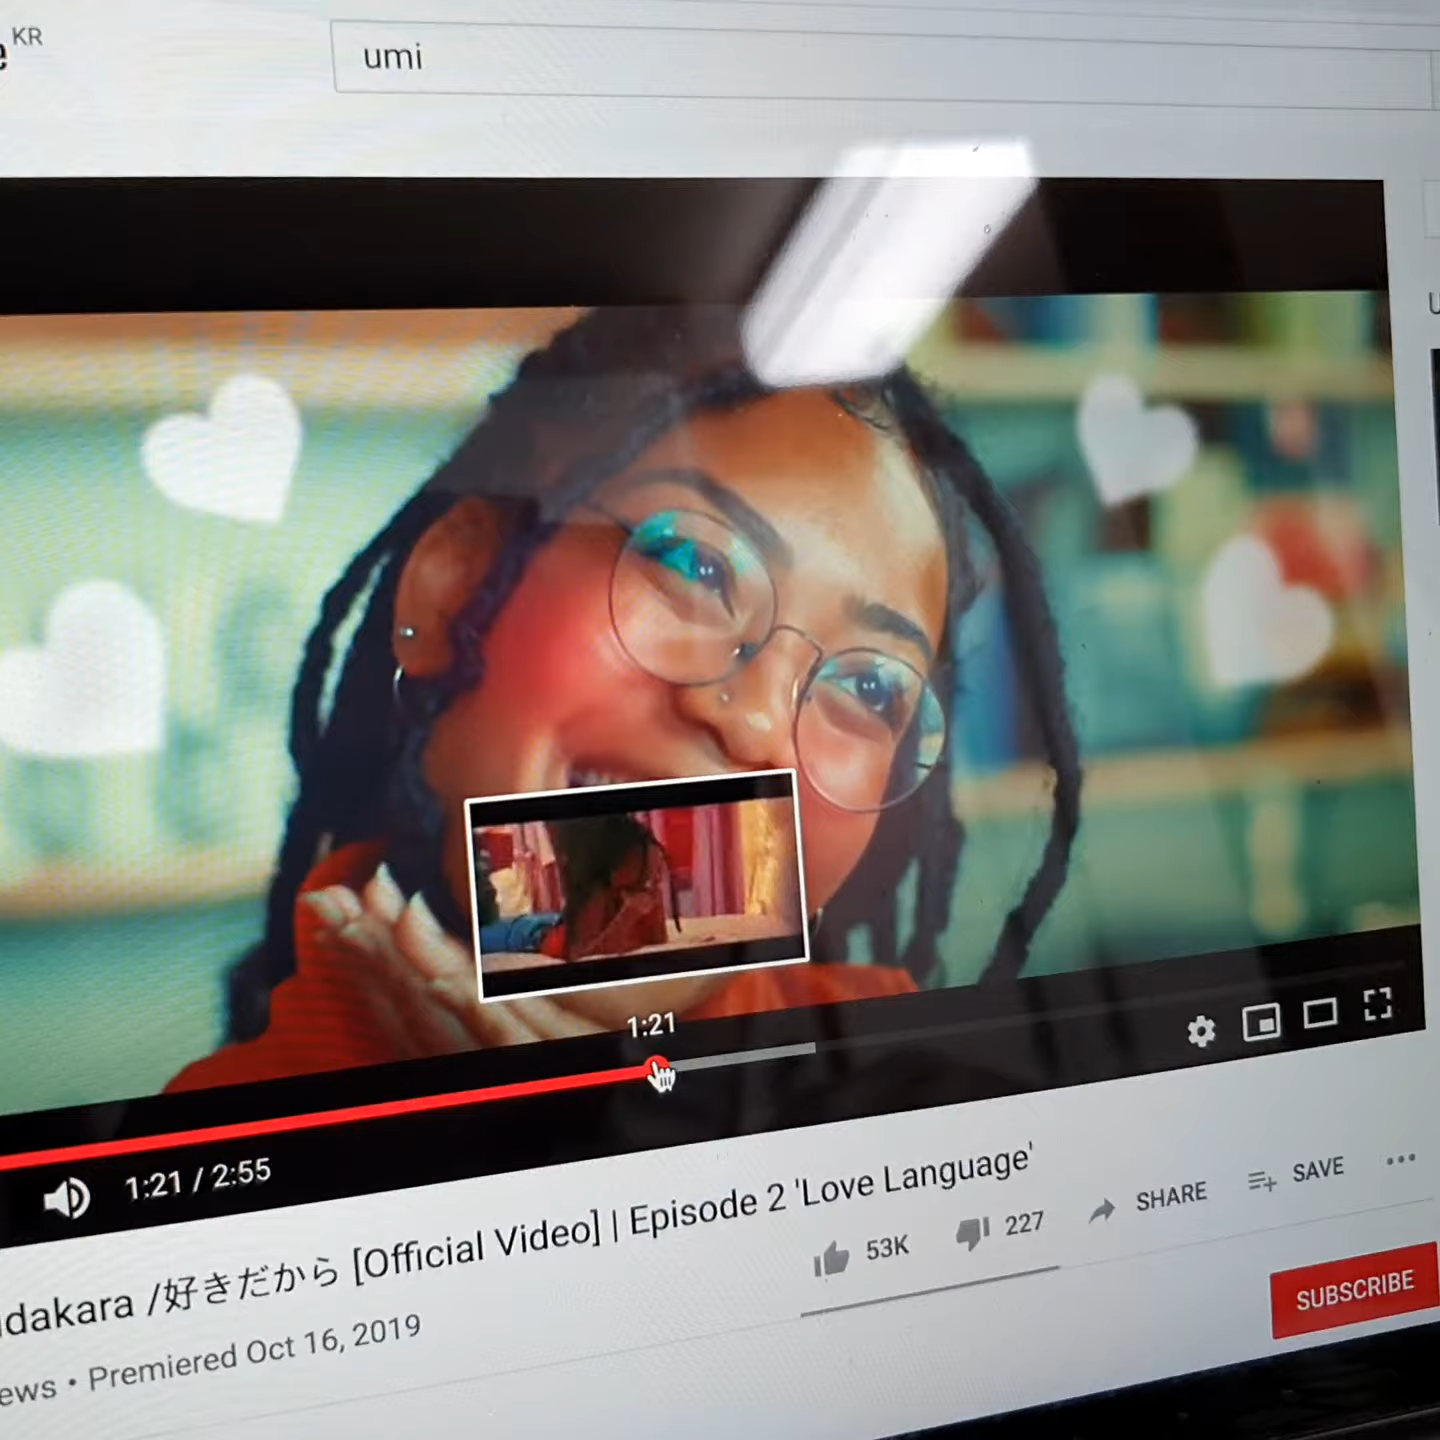 e KR
umi
1:21
1:21 / 2:55
dakara /好きだから [Official Video] | Episode 2 'Love Language'
ews • Premiered Oct 16, 2019
53K
227
SHARE
SAVE
SUBSCRIBE
U